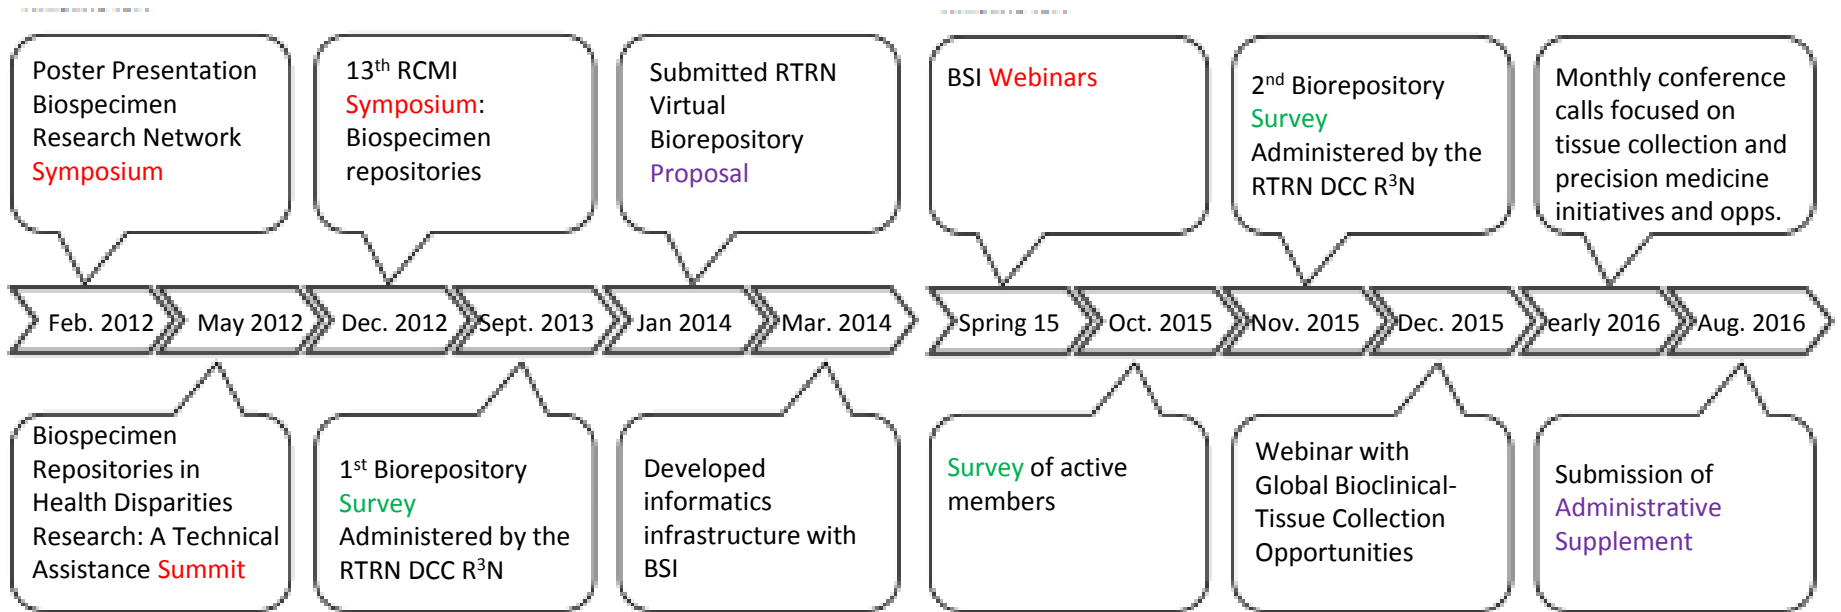 Poster Presentation
Biospecimen
Research Network
Symposium
13th RCMI
Symposium:
Biospecimen
repositories
Submitted RTRN
Virtual
Biorepository
Proposal
BSI Webinars
2nd Biorepository
Survey
Administered by the
RTRN DCC R³N
Monthly conference
calls focused on
tissue collection and
precision medicine
initiatives and opps.
Feb. 2012
May 2012
Dec. 2012
Sept. 2013
Jan 2014
Mar. 2014
Spring 15
Oct. 2015
Nov. 2015
Dec. 2015
early 2016
Aug. 2016
Biospecimen
Repositories in
Health Disparities
Research: A Technical
Assistance Summit
1st Biorepository
Survey
Administered by the
RTRN DCC R³N
Developed
informatics
infrastructure with
BSI
Survey of active
members
Webinar with
Global Bioclinical-
Tissue Collection
Opportunities
Submission of
Administrative
Supplement